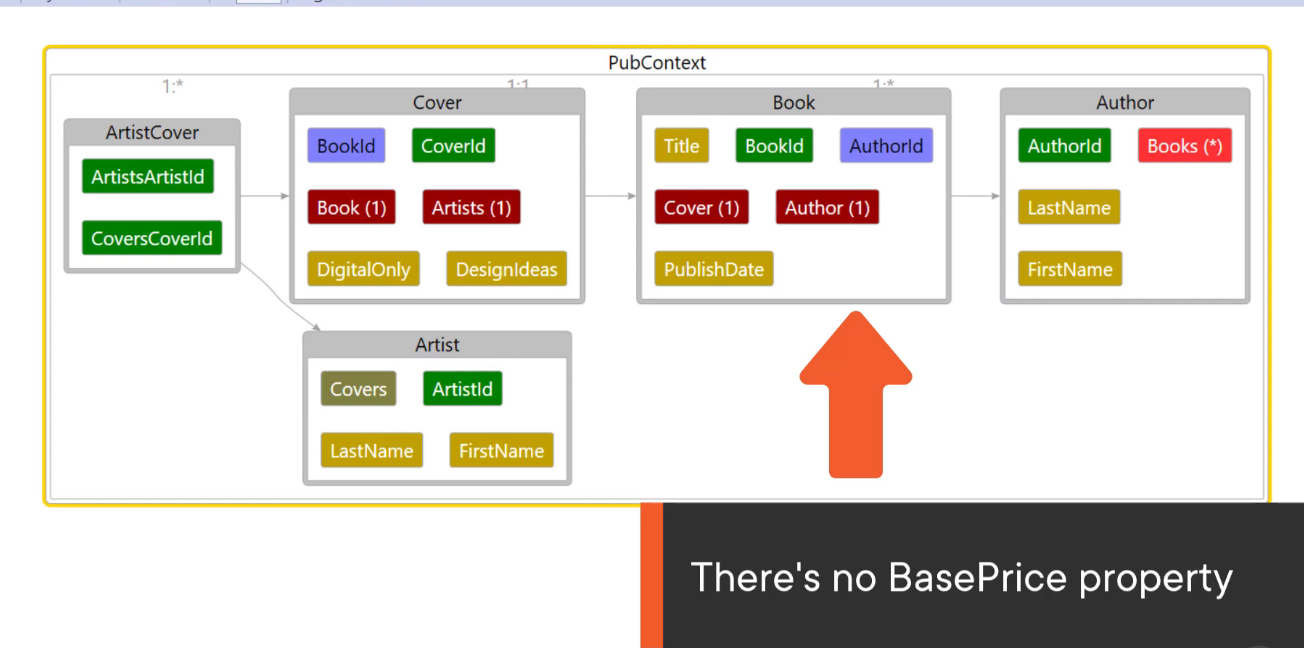 PubContext
1:*
1:1
1:*
ArtistCover
ArtistsArtistId
CoversCoverId
Cover
BookId
CoverId
Book (1)
Artists (1)
DigitalOnly
DesignIdeas
Book
Title
BookId
AuthorId
Cover (1)
Author (1)
PublishDate
Author
AuthorId
Books (*)
LastName
FirstName
Artist
Covers
ArtistId
LastName
FirstName
There's no BasePrice property